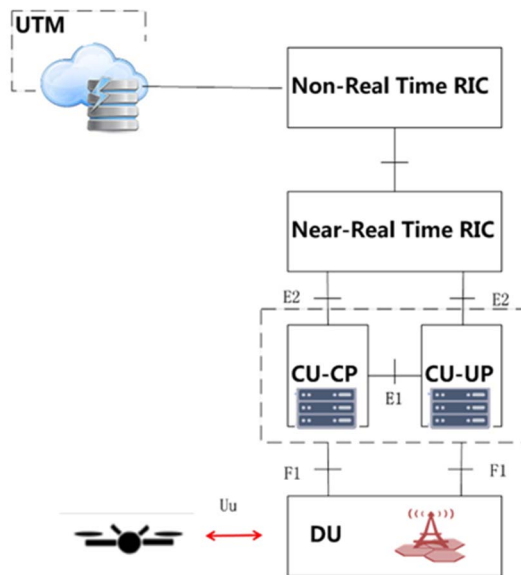 UTM
Non-Real Time RIC
Near-Real Time RIC
E2
E2
CU-CP
CU-UP
E1
F1
F1
Uu
DU